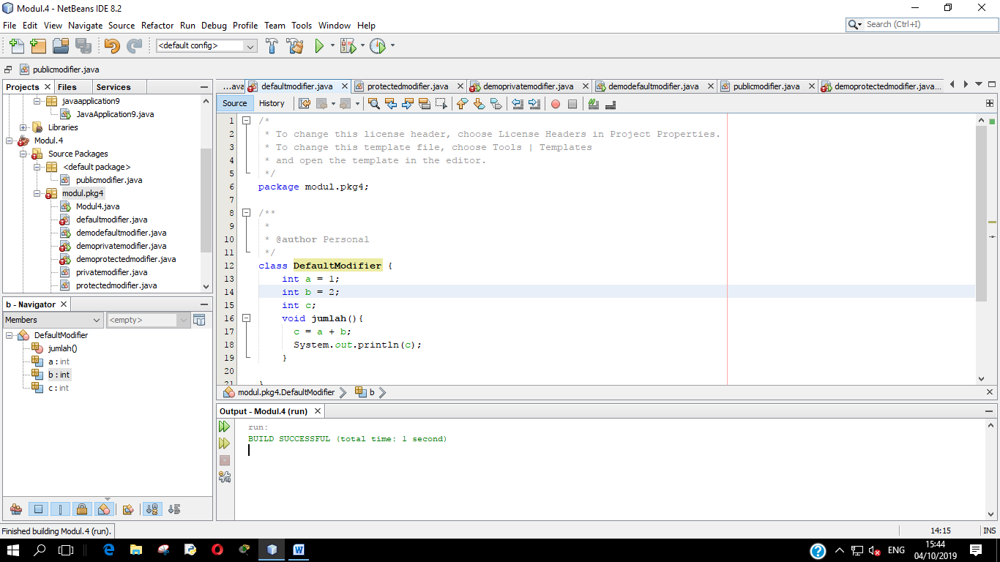 Modul.4 - NetBeans IDE 8.2
File Edit View Navigate Source Refactor Run Debug Profile Team Tools Window Help
Search (Ctrl+I)
<default config>
publicmodifier.java
Projects Files Services
javaapplication9
JavaApplication9.java
Libraries
Modul.4
Source Packages
<default package>
publicmodifier.java
modul.pkg4
Modul4.java
defaultmodifier.java
demodefaultmodifier.java
demoprivatemodifier.java
demoprotectedmodifier.java
privatemodifier.java
protectedmodifier.java
b - Navigator
Members <empty>
DefaultModifier
jumlah()
a : int
b : int
c : int
...ava defaultmodifier.java protectedmodifier.java demoprivatemodifier.java demodefaultmodifier.java publicmodifier.java demoprotectedmodifier.java...
Source History
1 /*
2 * To change this license header, choose License Headers in Project Properties.
3 * To change this template file, choose Tools | Templates
4 * and open the template in the editor.
5 */
6 package modul.pkg4;
7
8 /**
9 *
10 * @author Personal
11 */
12 class DefaultModifier {
13 int a = 1;
14 int b = 2;
15 int c;
16 void jumlah(){
17 c = a + b;
18 System.out.println(c);
19 }
20
21 }
modul.pkg4.DefaultModifier b
Output - Modul.4 (run)
run:
BUILD SUCCESSFUL (total time: 1 second)
Finished building Modul.4 (run).
14:15 INS
ENG
15:44
04/10/2019